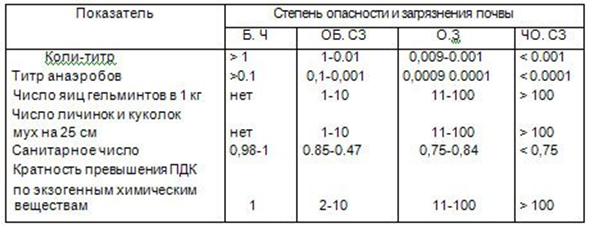 Показатель Степень опасности и загрязнения почвы
Б. Ч ОБ. СЗ О.З ЧО. СЗ
Коли-титр > 1 1-0.01 0,009-0.001 < 0.001
Титр анаэробов >0.1 0,1-0,001 0,0009 0.0001 < 0.0001
Число яиц гельминтов в 1 кг нет 1-10 11-100 > 100
Число личинок и куколок
мух на 25 см нет 1-10 11-100 > 100
Санитарное число 0,98-1 0.85-0.47 0,75-0,84 < 0,75
Кратность превышения ПДК
по экзогенным химическим
веществам 1 2-10 11-100 > 100